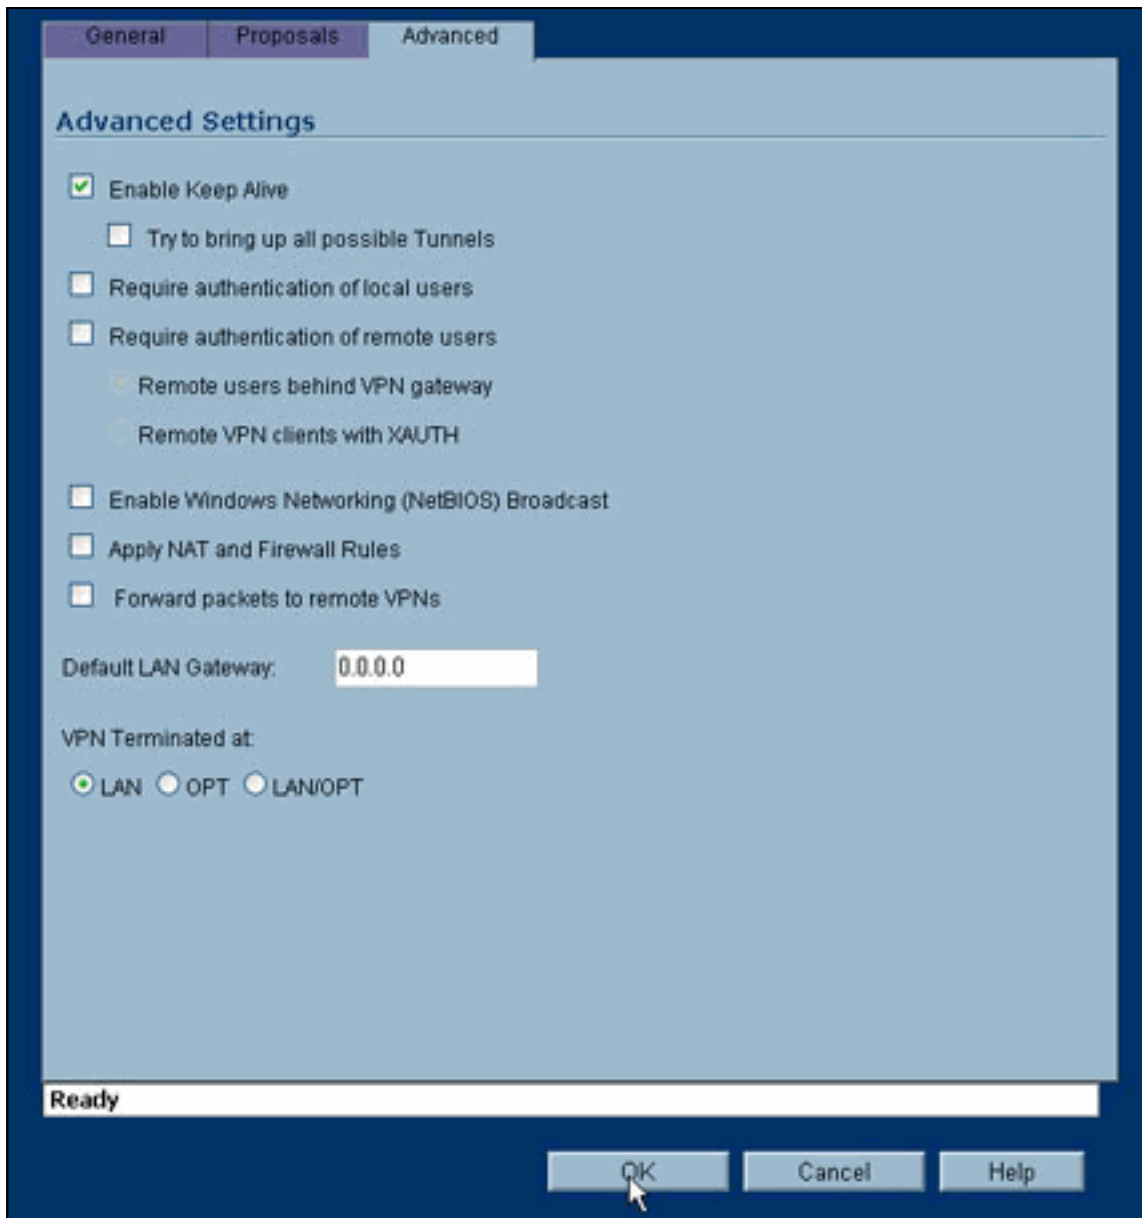 General Proposals Advanced
Advanced Settings
Enable Keep Alive
Try to bring up all possible Tunnels
Require authentication of local users
Require authentication of remote users
Remote users behind VPN gateway
Remote VPN clients with XAUTH
Enable Windows Networking (NetBIOS) Broadcast
Apply NAT and Firewall Rules
Forward packets to remote VPNs
Default LAN Gateway: 0.0.0.0
VPN Terminated at:
LAN OPT LAN/OPT
Ready
OK Cancel Help